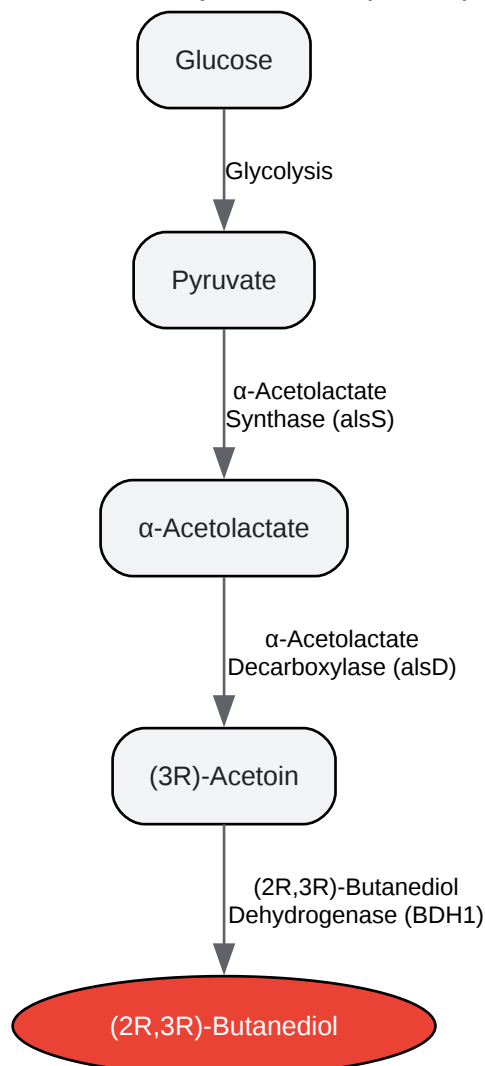 Glucose
Glycolysis
Pyruvate
α-Acetolactate
Synthase (alsS)
α-Acetolactate
α-Acetolactate
Decarboxylase (alsD)
(3R)-Acetoin
(2R,3R)-Butanediol
Dehydrogenase (BDH1)
(2R,3R)-Butanediol